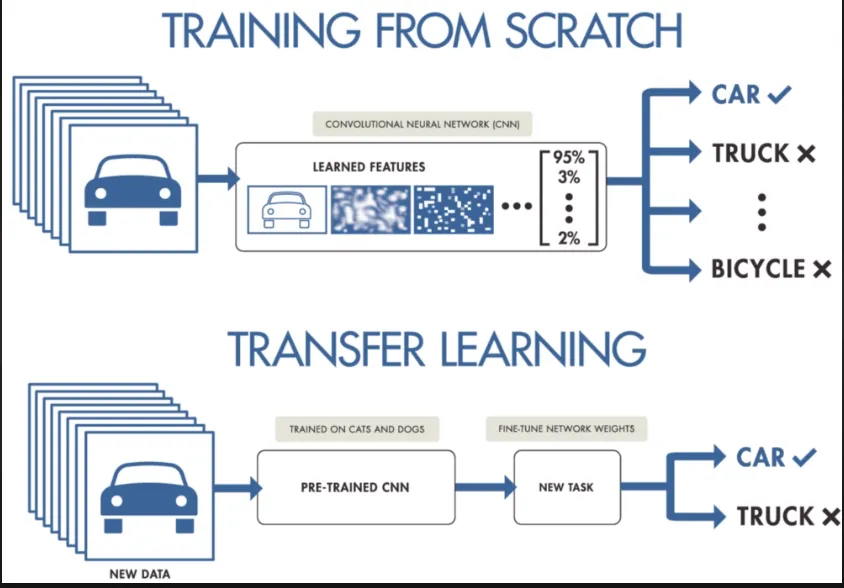 TRAINING FROM SCRATCH
CONVOLUTIONAL NEURAL NETWORK (CNN)
LEARNED FEATURES
95%
3%
2%
CAR ✓
TRUCK ✕
BICYCLE ✕
TRANSFER LEARNING
TRAINED ON CATS AND DOGS
FINE-TUNE NETWORK WEIGHTS
PRE-TRAINED CNN
NEW TASK
CAR ✓
TRUCK ✕
NEW DATA